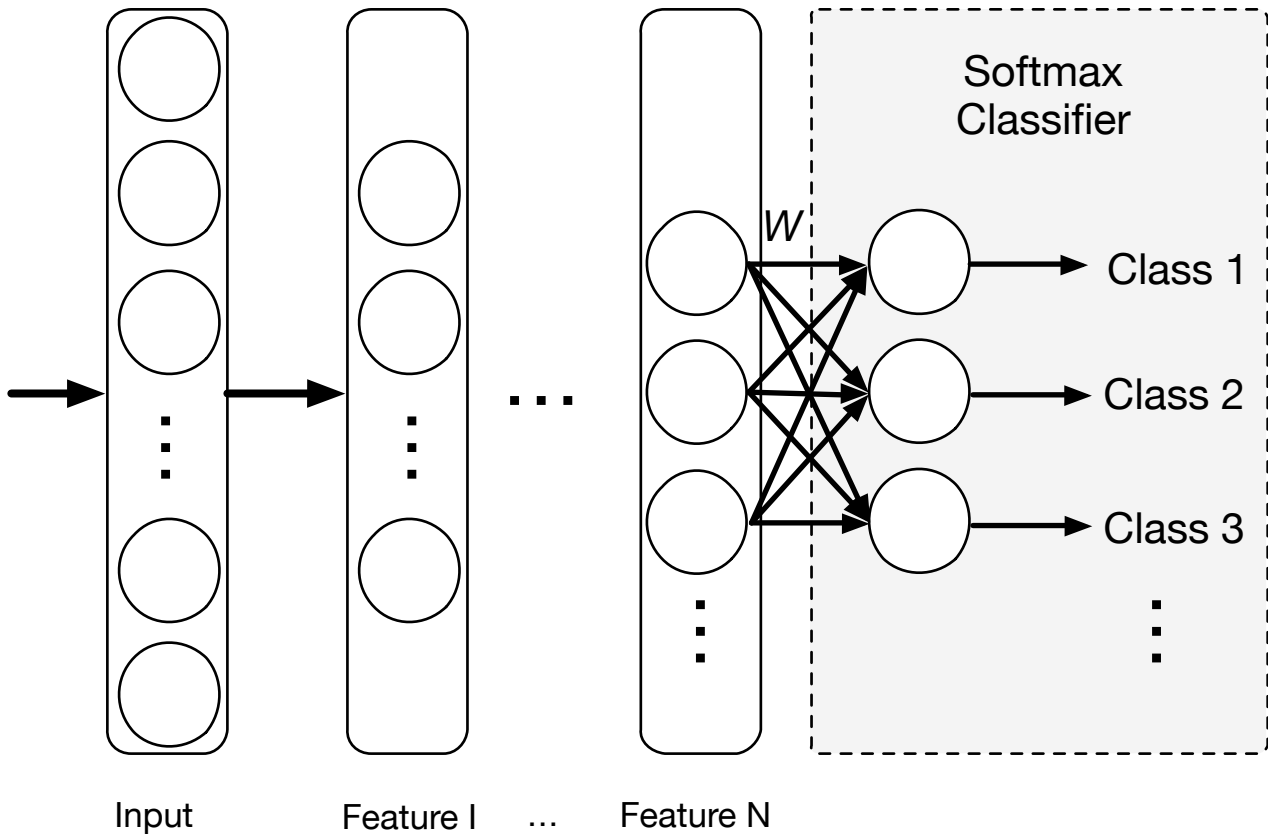 Softmax
Classifier
W
Class 1
Class 2
Class 3
Input
Feature I
...
Feature N